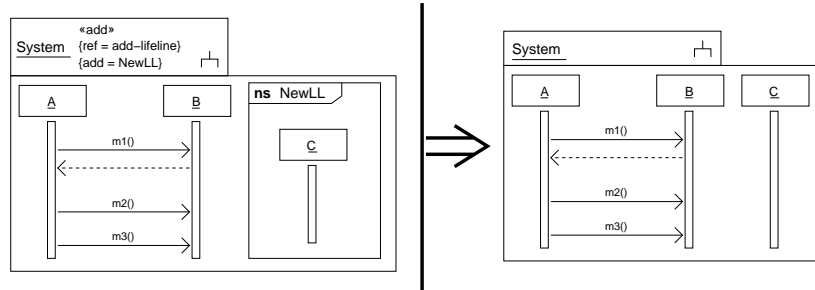 «add»
System {ref = add–lifeline}
{add = NewLL}
A
B
ns NewLL
C
m1()
m2()
m3()
System
A
B
C
m1()
m2()
m3()